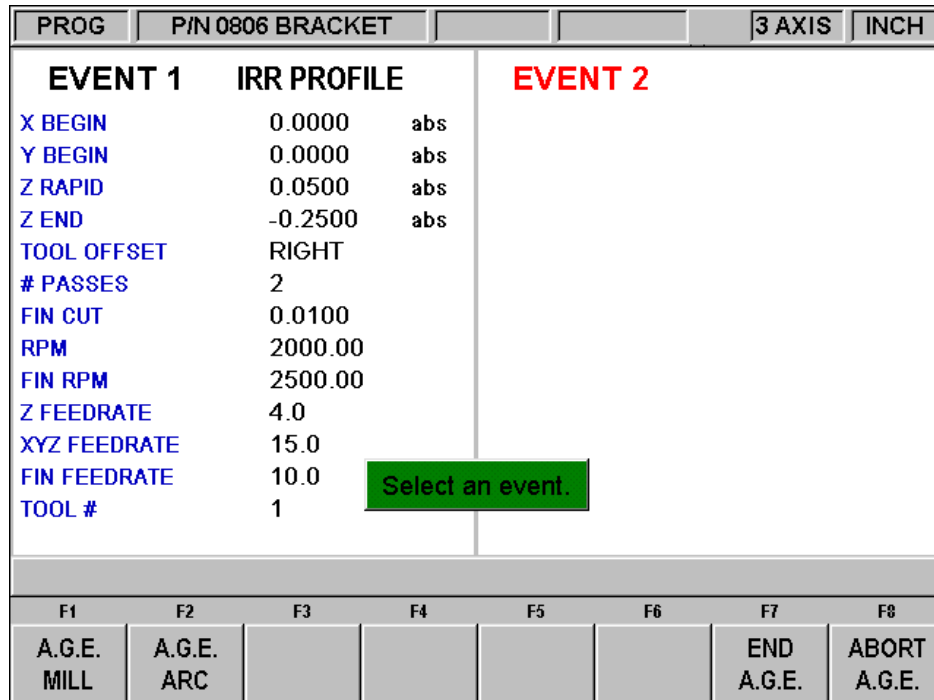 PROG P/N 0806 BRACKET 3 AXIS INCH
EVENT 1 IRR PROFILE
X BEGIN 0.0000 abs
Y BEGIN 0.0000 abs
Z RAPID 0.0500 abs
Z END -0.2500 abs
TOOL OFFSET RIGHT
# PASSES 2
FIN CUT 0.0100
RPM 2000.00
FIN RPM 2500.00
Z FEEDRATE 4.0
XYZ FEEDRATE 15.0
FIN FEEDRATE 10.0
TOOL # 1
EVENT 2
Select an event.
F1 F2 F3 F4 F5 F6 F7 F8
A.G.E. A.G.E. END ABORT
MILL ARC A.G.E. A.G.E.